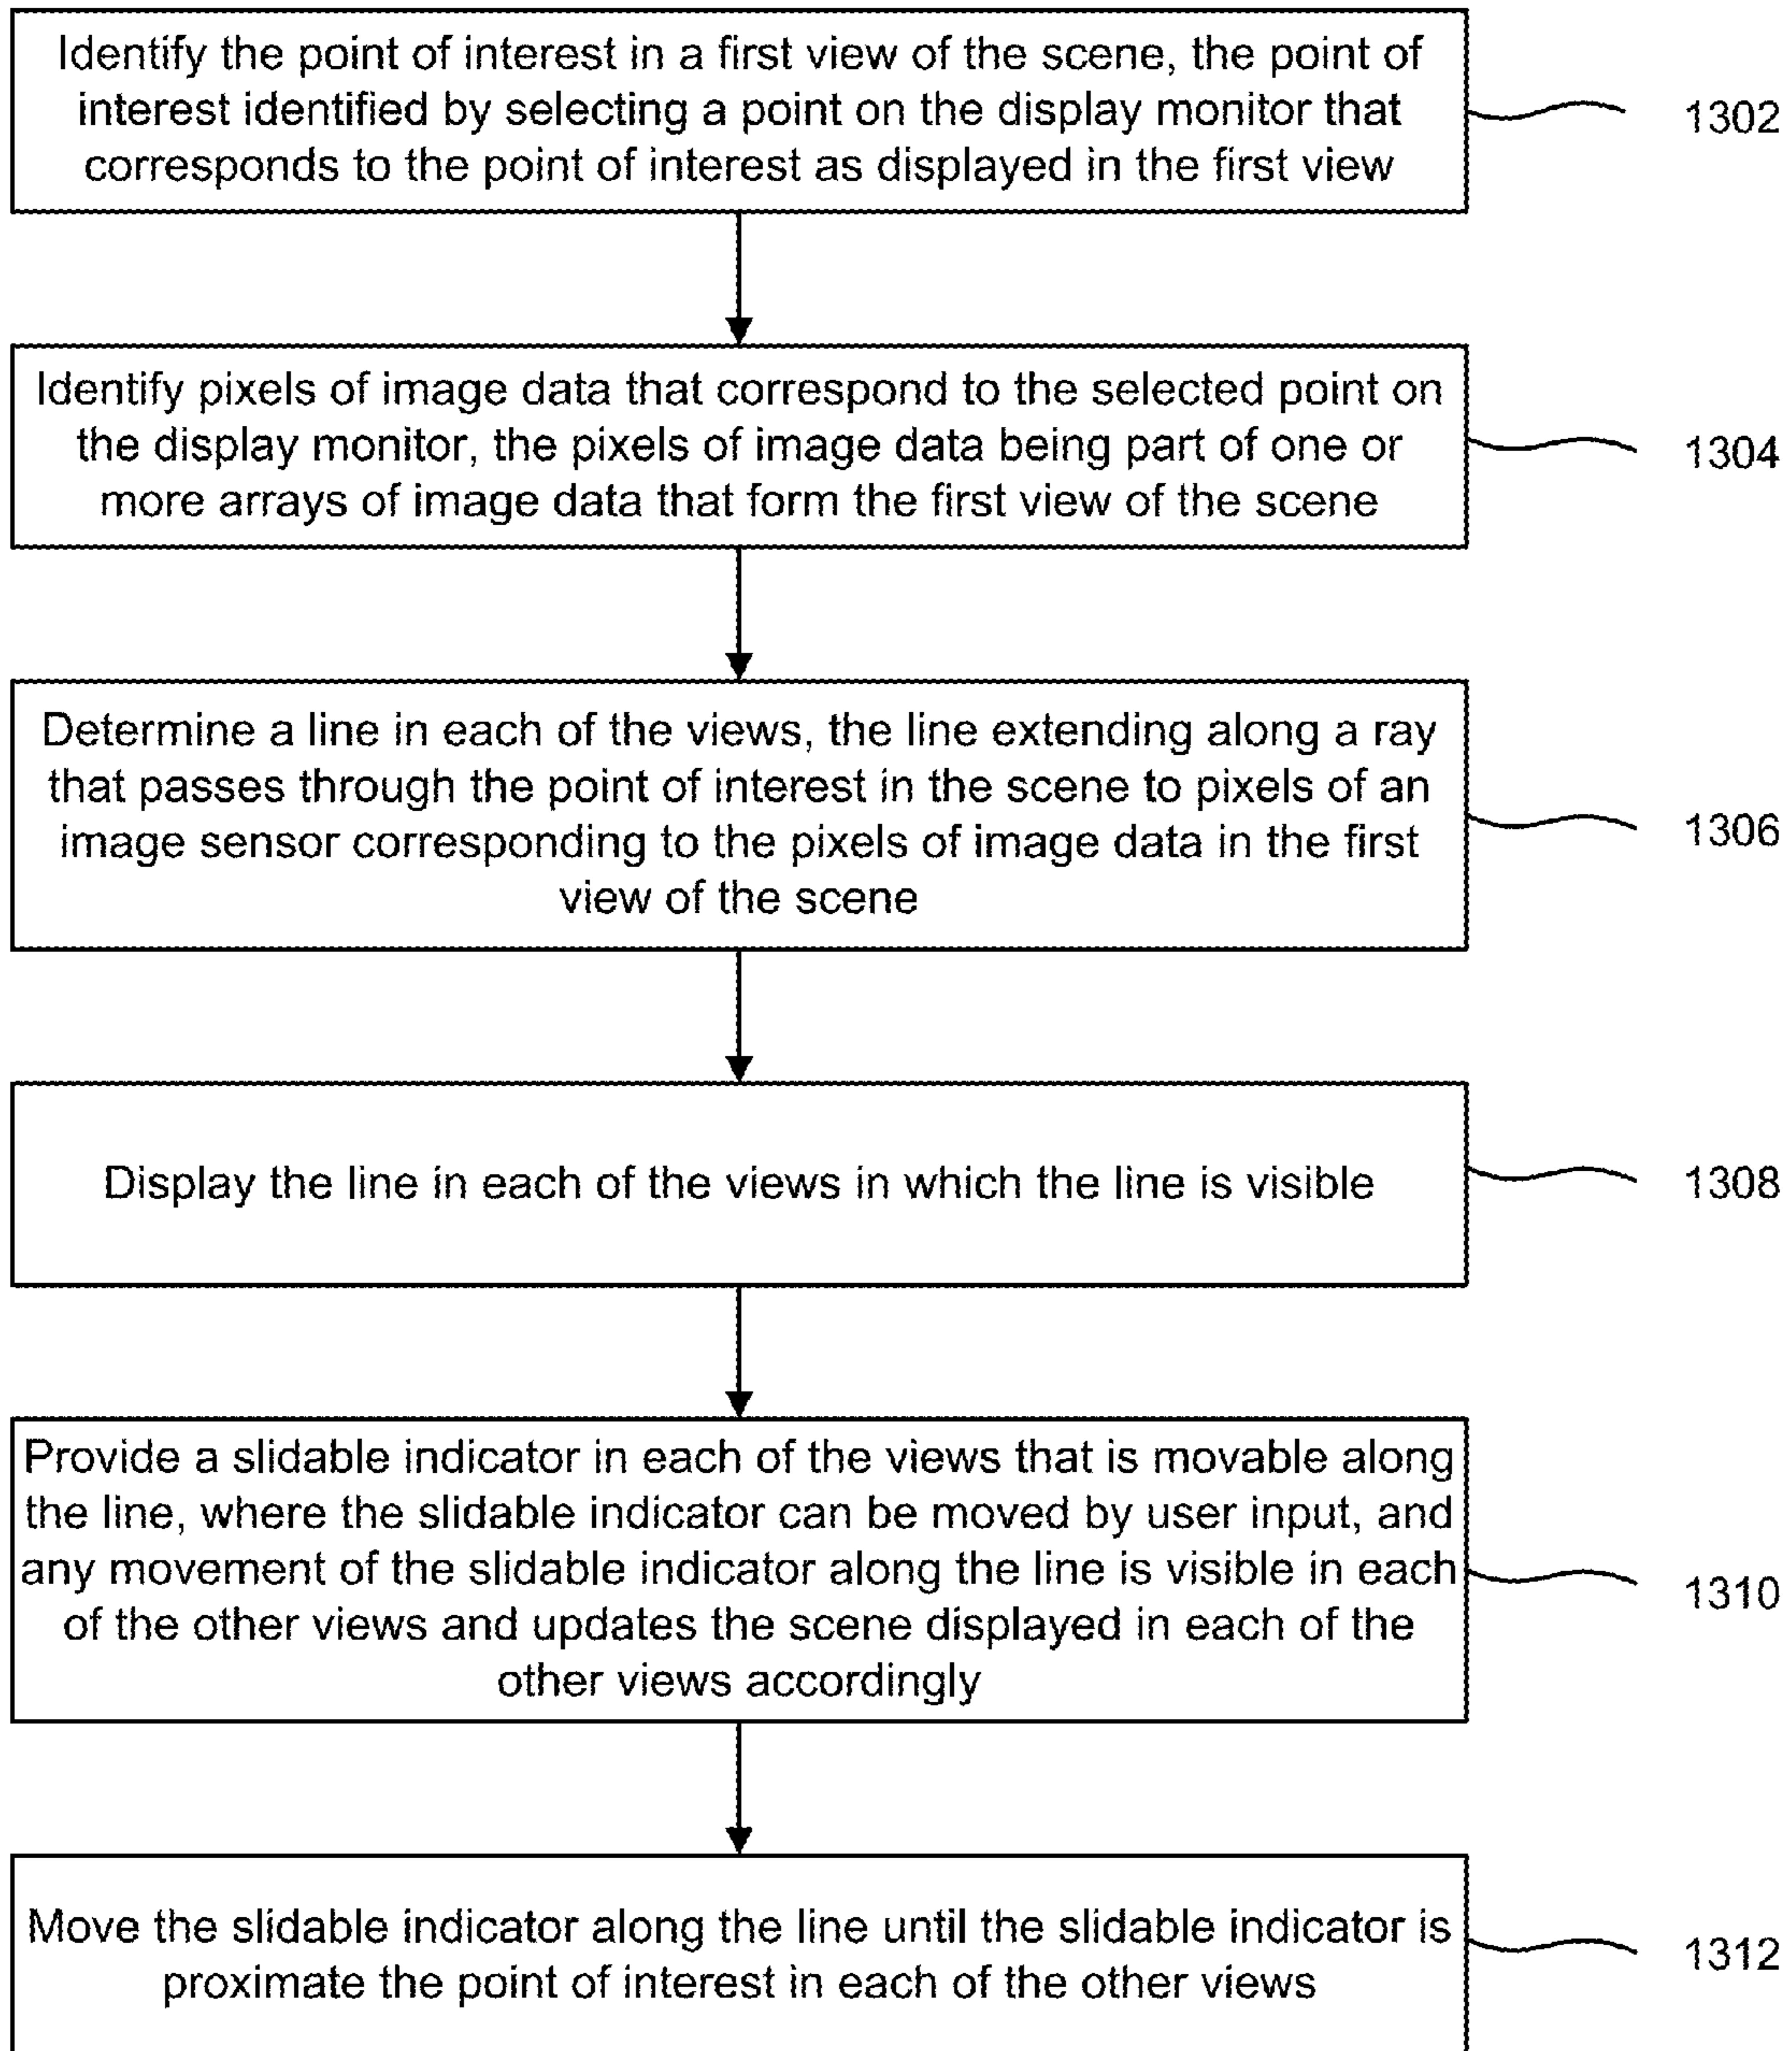 Identify the point of interest in a first view of the scene, the point of
interest identified by selecting a point on the display monitor that
corresponds to the point of interest as displayed in the first view
1302
Identify pixels of image data that correspond to the selected point on
the display monitor, the pixels of image data being part of one or
more arrays of image data that form the first view of the scene
1304
Determine a line in each of the views, the line extending along a ray
that passes through the point of interest in the scene to pixels of an
image sensor corresponding to the pixels of image data in the first
view of the scene
1306
Display the line in each of the views in which the line is visible
1308
Provide a slidable indicator in each of the views that is movable along
the line, where the slidable indicator can be moved by user input, and
any movement of the slidable indicator along the line is visible in each
of the other views and updates the scene displayed in each of the
other views accordingly
1310
Move the slidable indicator along the line until the slidable indicator is
proximate the point of interest in each of the other views
1312